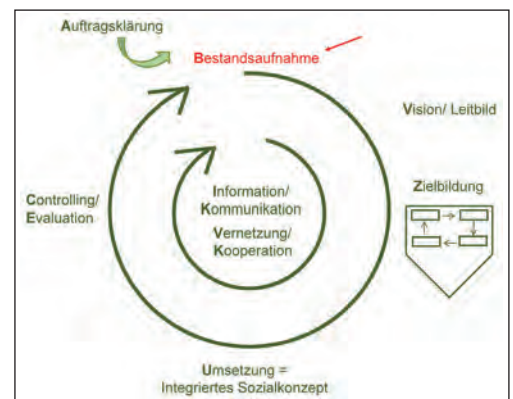 Auftragsklärung
Bestandsaufnahme
Vision/ Leitbild
Zielbildung
Controlling/
Evaluation
Information/
Kommunikation
Vernetzung/
Kooperation
Umsetzung =
Integriertes Sozialkonzept